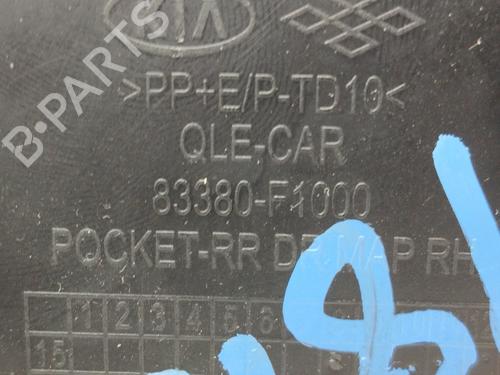 KIA
B-PARTS
>PP+E/P-TD10<
QLE-CAR
83380-F1000
POCKET-RR DR MAP RH
1 2 3 4 5 6
15